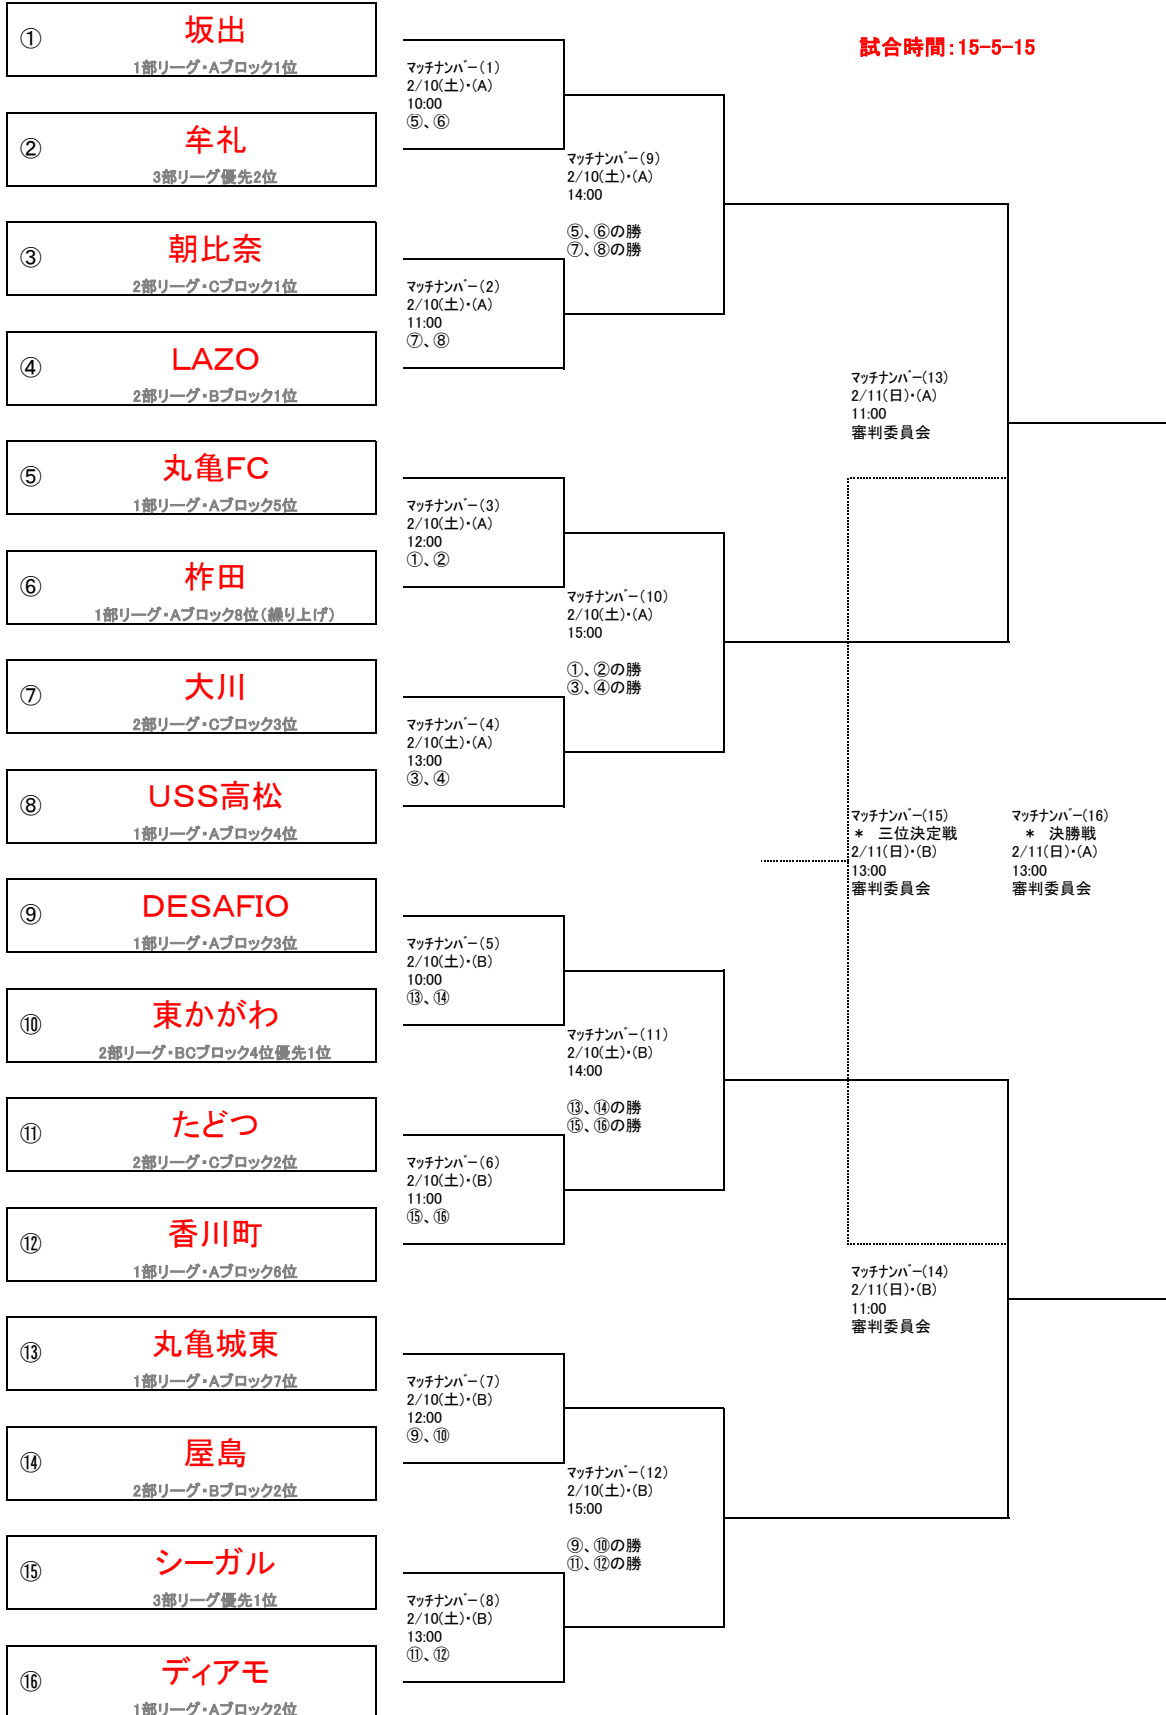 ① 坂出
1部リーグ・Aブロック1位
② 牟礼
3部リーグ優先2位
③ 朝比奈
2部リーグ・Cブロック1位
④ LAZO
2部リーグ・Bブロック1位
⑤ 丸亀FC
1部リーグ・Aブロック5位
⑥ 柞田
1部リーグ・Aブロック8位(繰り上げ)
⑦ 大川
2部リーグ・Cブロック3位
⑧ USS高松
1部リーグ・Aブロック4位
⑨ DESAFIO
1部リーグ・Aブロック3位
⑩ 東かがわ
2部リーグ・BCブロック4位優先1位
⑪ たどつ
2部リーグ・Cブロック2位
⑫ 香川町
1部リーグ・Aブロック6位
⑬ 丸亀城東
1部リーグ・Aブロック7位
⑭ 屋島
2部リーグ・Bブロック2位
⑮ シーガル
3部リーグ優先1位
⑯ ディアモ
1部リーグ・Aブロック2位
マッチナンバー(1)
2/10(土)・(A)
10:00
⑤、⑥
マッチナンバー(2)
2/10(土)・(A)
11:00
⑦、⑧
マッチナンバー(3)
2/10(土)・(A)
12:00
①、②
マッチナンバー(4)
2/10(土)・(A)
13:00
③、④
マッチナンバー(5)
2/10(土)・(B)
10:00
⑬、⑭
マッチナンバー(6)
2/10(土)・(B)
11:00
⑮、⑯
マッチナンバー(7)
2/10(土)・(B)
12:00
⑨、⑩
マッチナンバー(8)
2/10(土)・(B)
13:00
⑪、⑫
マッチナンバー(9)
2/10(土)・(A)
14:00
⑤、⑥の勝
⑦、⑧の勝
マッチナンバー(10)
2/10(土)・(A)
15:00
①、②の勝
③、④の勝
マッチナンバー(11)
2/10(土)・(B)
14:00
⑬、⑭の勝
⑮、⑯の勝
マッチナンバー(12)
2/10(土)・(B)
15:00
⑨、⑩の勝
⑪、⑫の勝
試合時間:15-5-15
マッチナンバー(13)
2/11(日)・(A)
11:00
審判委員会
マッチナンバー(15)
* 三位決定戦
2/11(日)・(B)
13:00
審判委員会
マッチナンバー(16)
* 決勝戦
2/11(日)・(A)
13:00
審判委員会
マッチナンバー(14)
2/11(日)・(B)
11:00
審判委員会